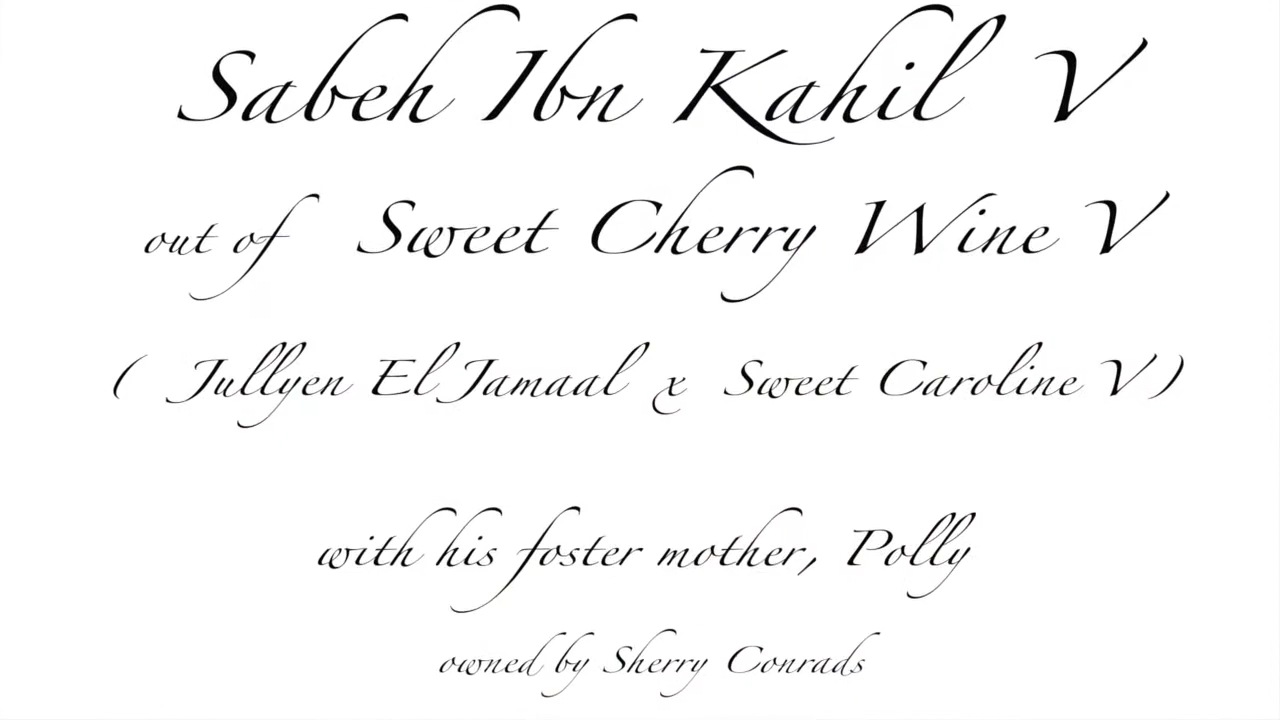 Sabeh Ibn Kahil V
out of Sweet Cherry Wine V
( Jullyen El Jamaal x Sweet Caroline V )
with his foster mother, Polly
owned by Sherry Conrads